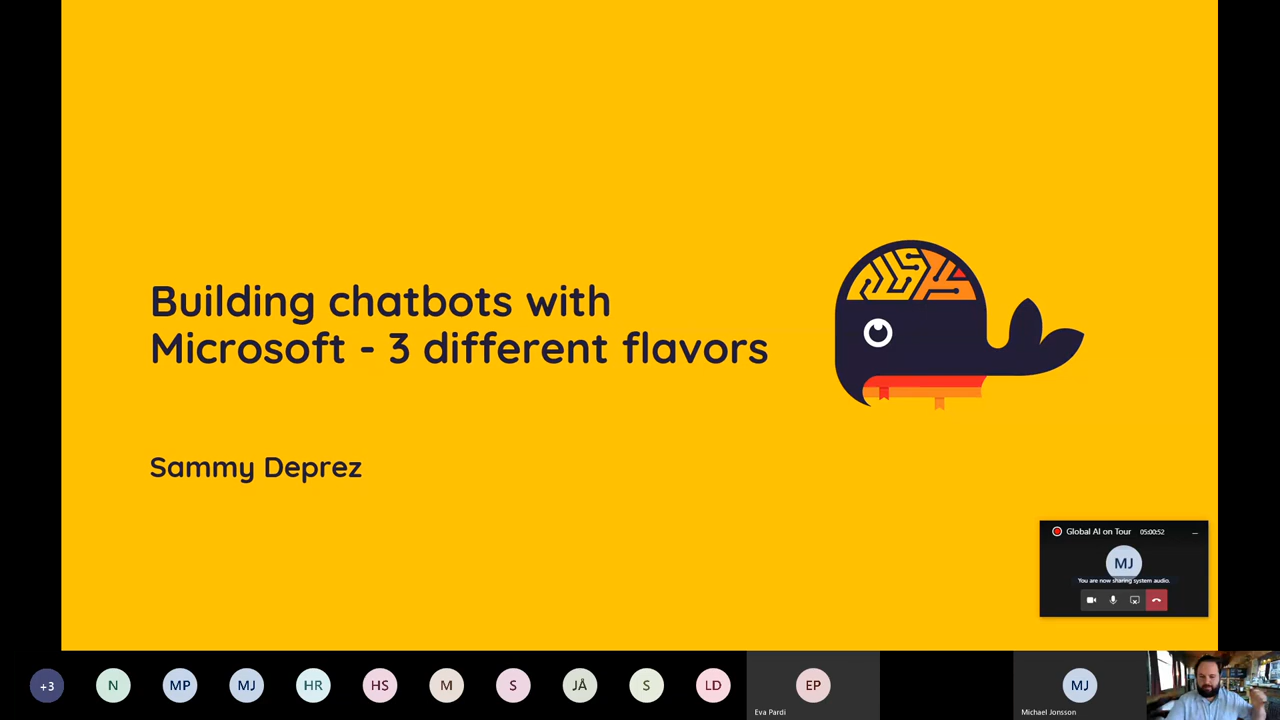 Building chatbots with
Microsoft - 3 different flavors
Sammy Deprez
Global AI on Tour 05:00:52
MJ
You are now sharing system audio.
+3 N MP MJ HR HS M S JÅ S LD EP MJ
Eva Pardi
Michael Jonsson